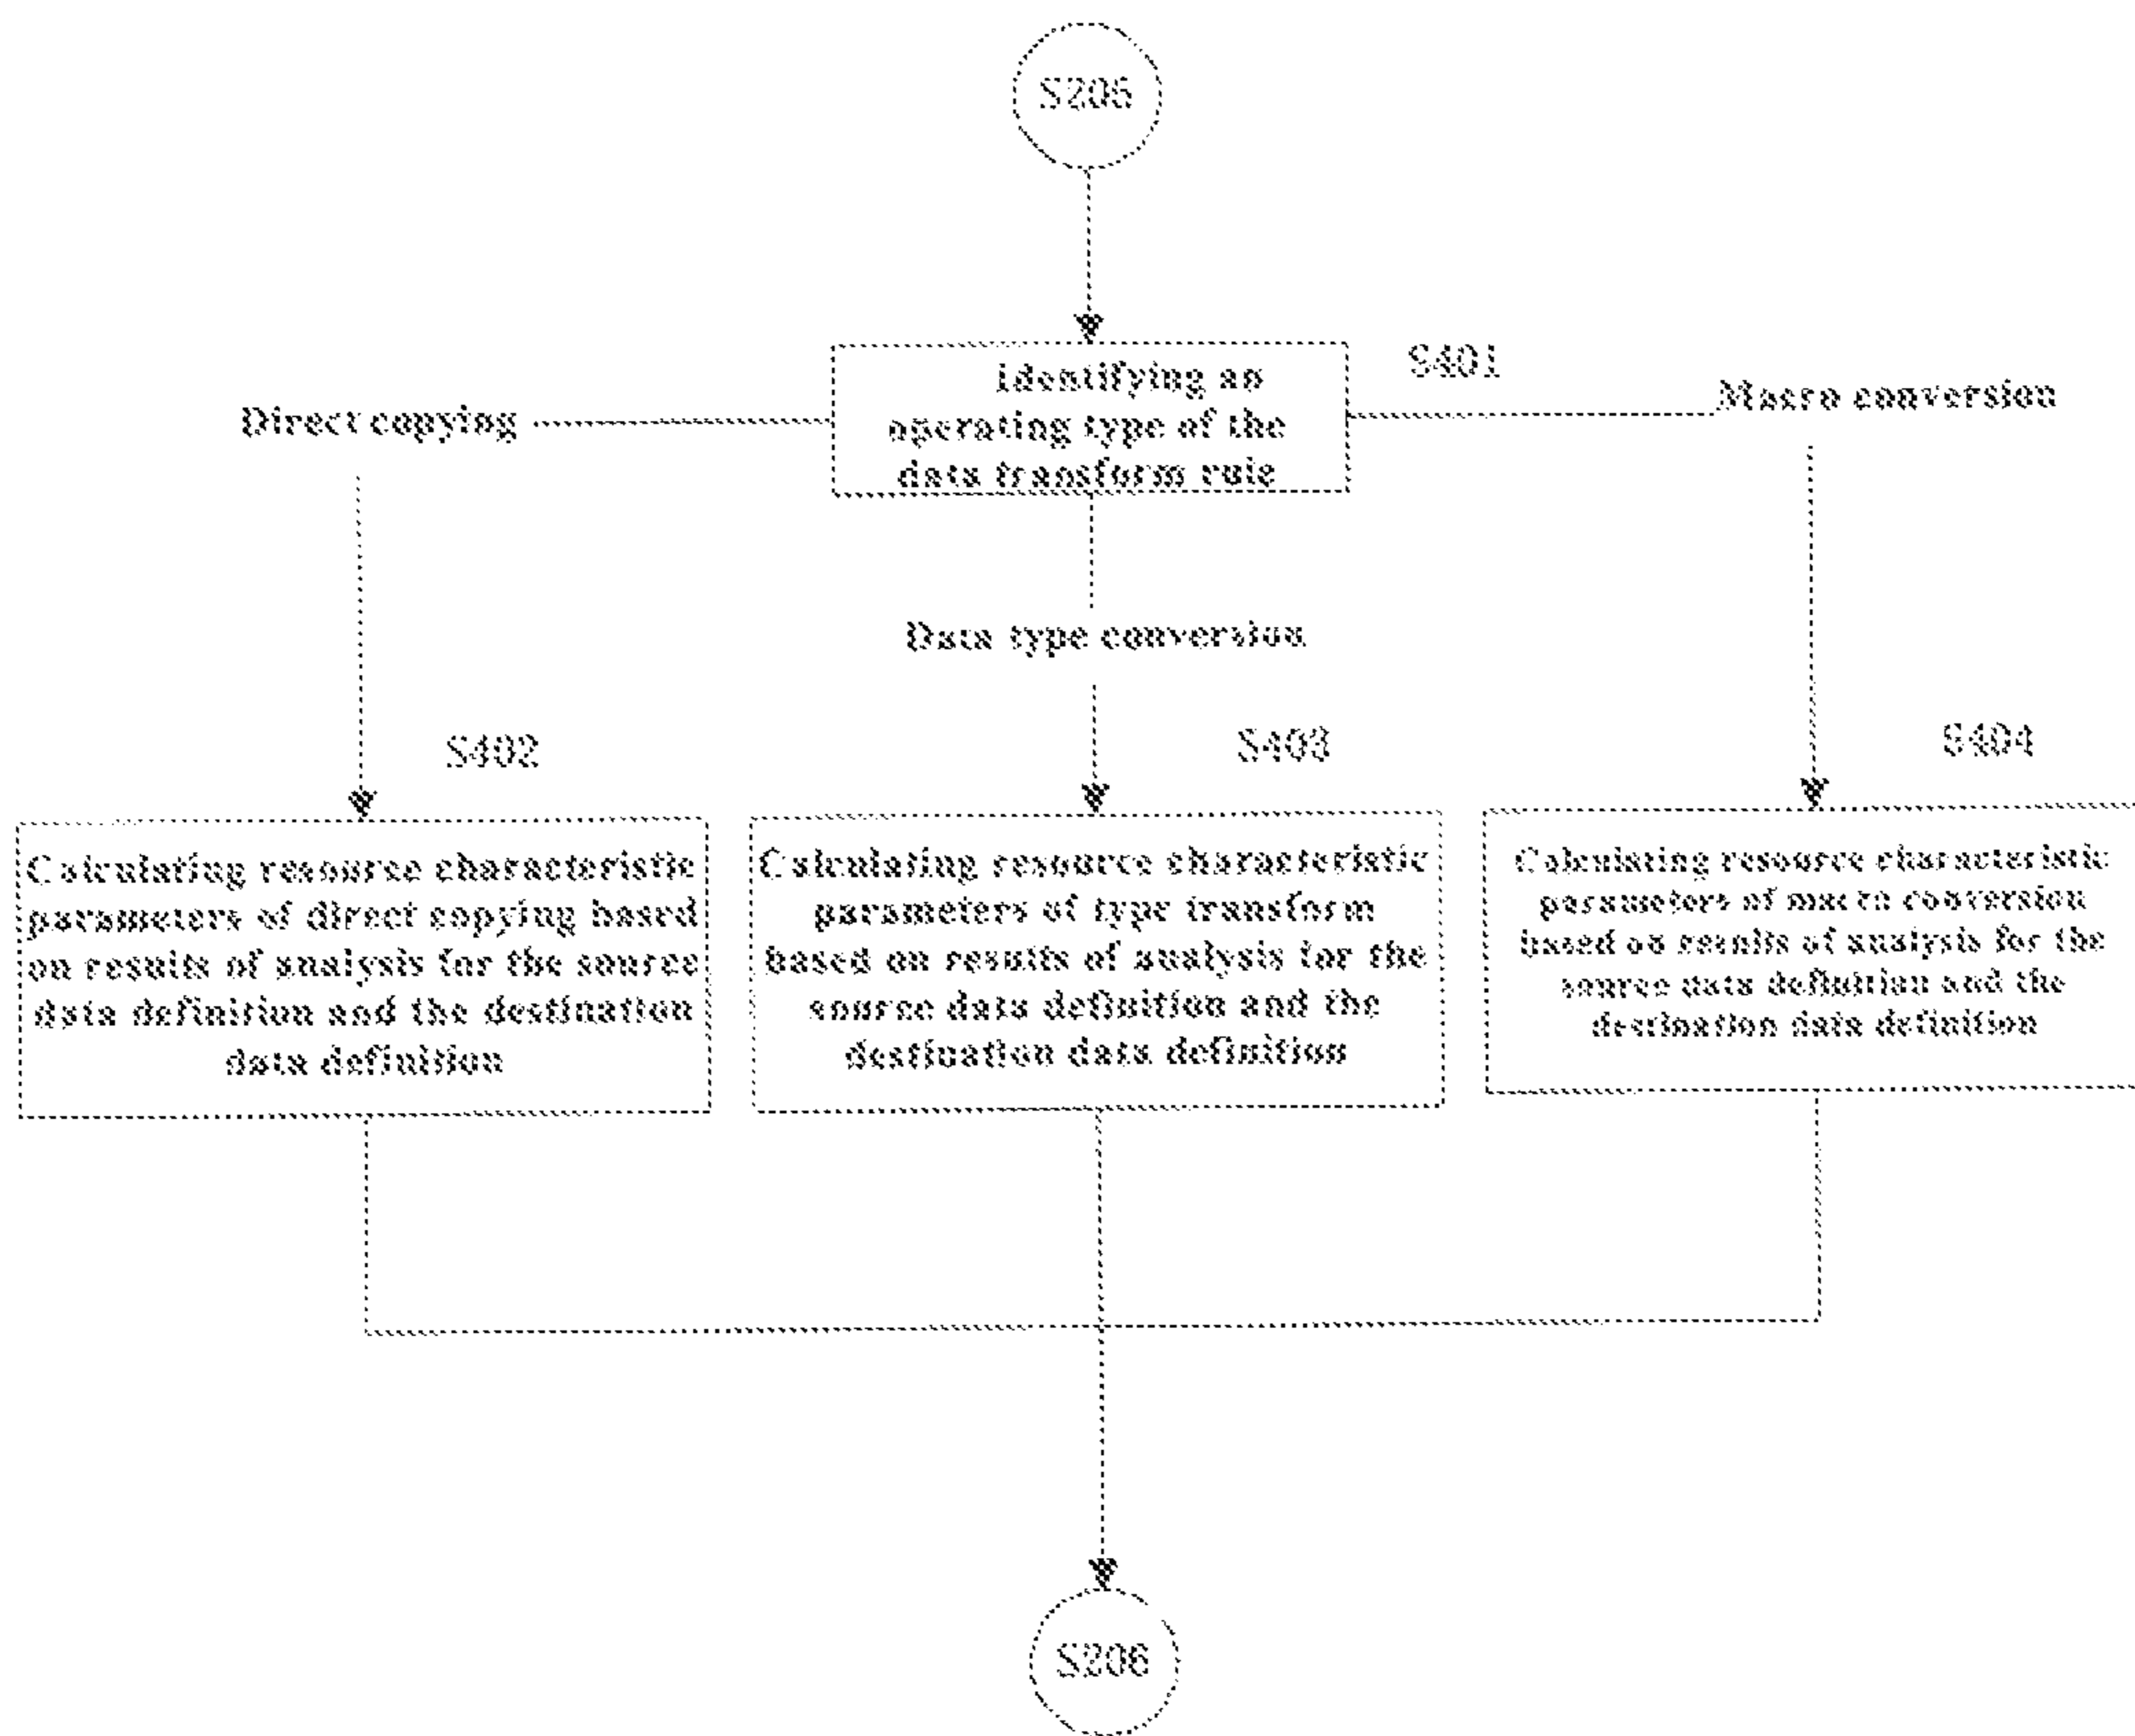 S205
Identifying an
operating type of the
data transform rule
S401
Direct copying
Macro conversion
Data type conversion
S402
S403
S404
Calculating resource characteristic
parameters of direct copying based
on results of analysis for the source
data definition and the destination
data definition
Calculating resource characteristic
parameters of type transform
based on results of analysis for the
source data definition and the
destination data definition
Calculating resource characteristic
parameters of macro conversion
based on results of analysis for the
source data definition and the
destination data definition
S206